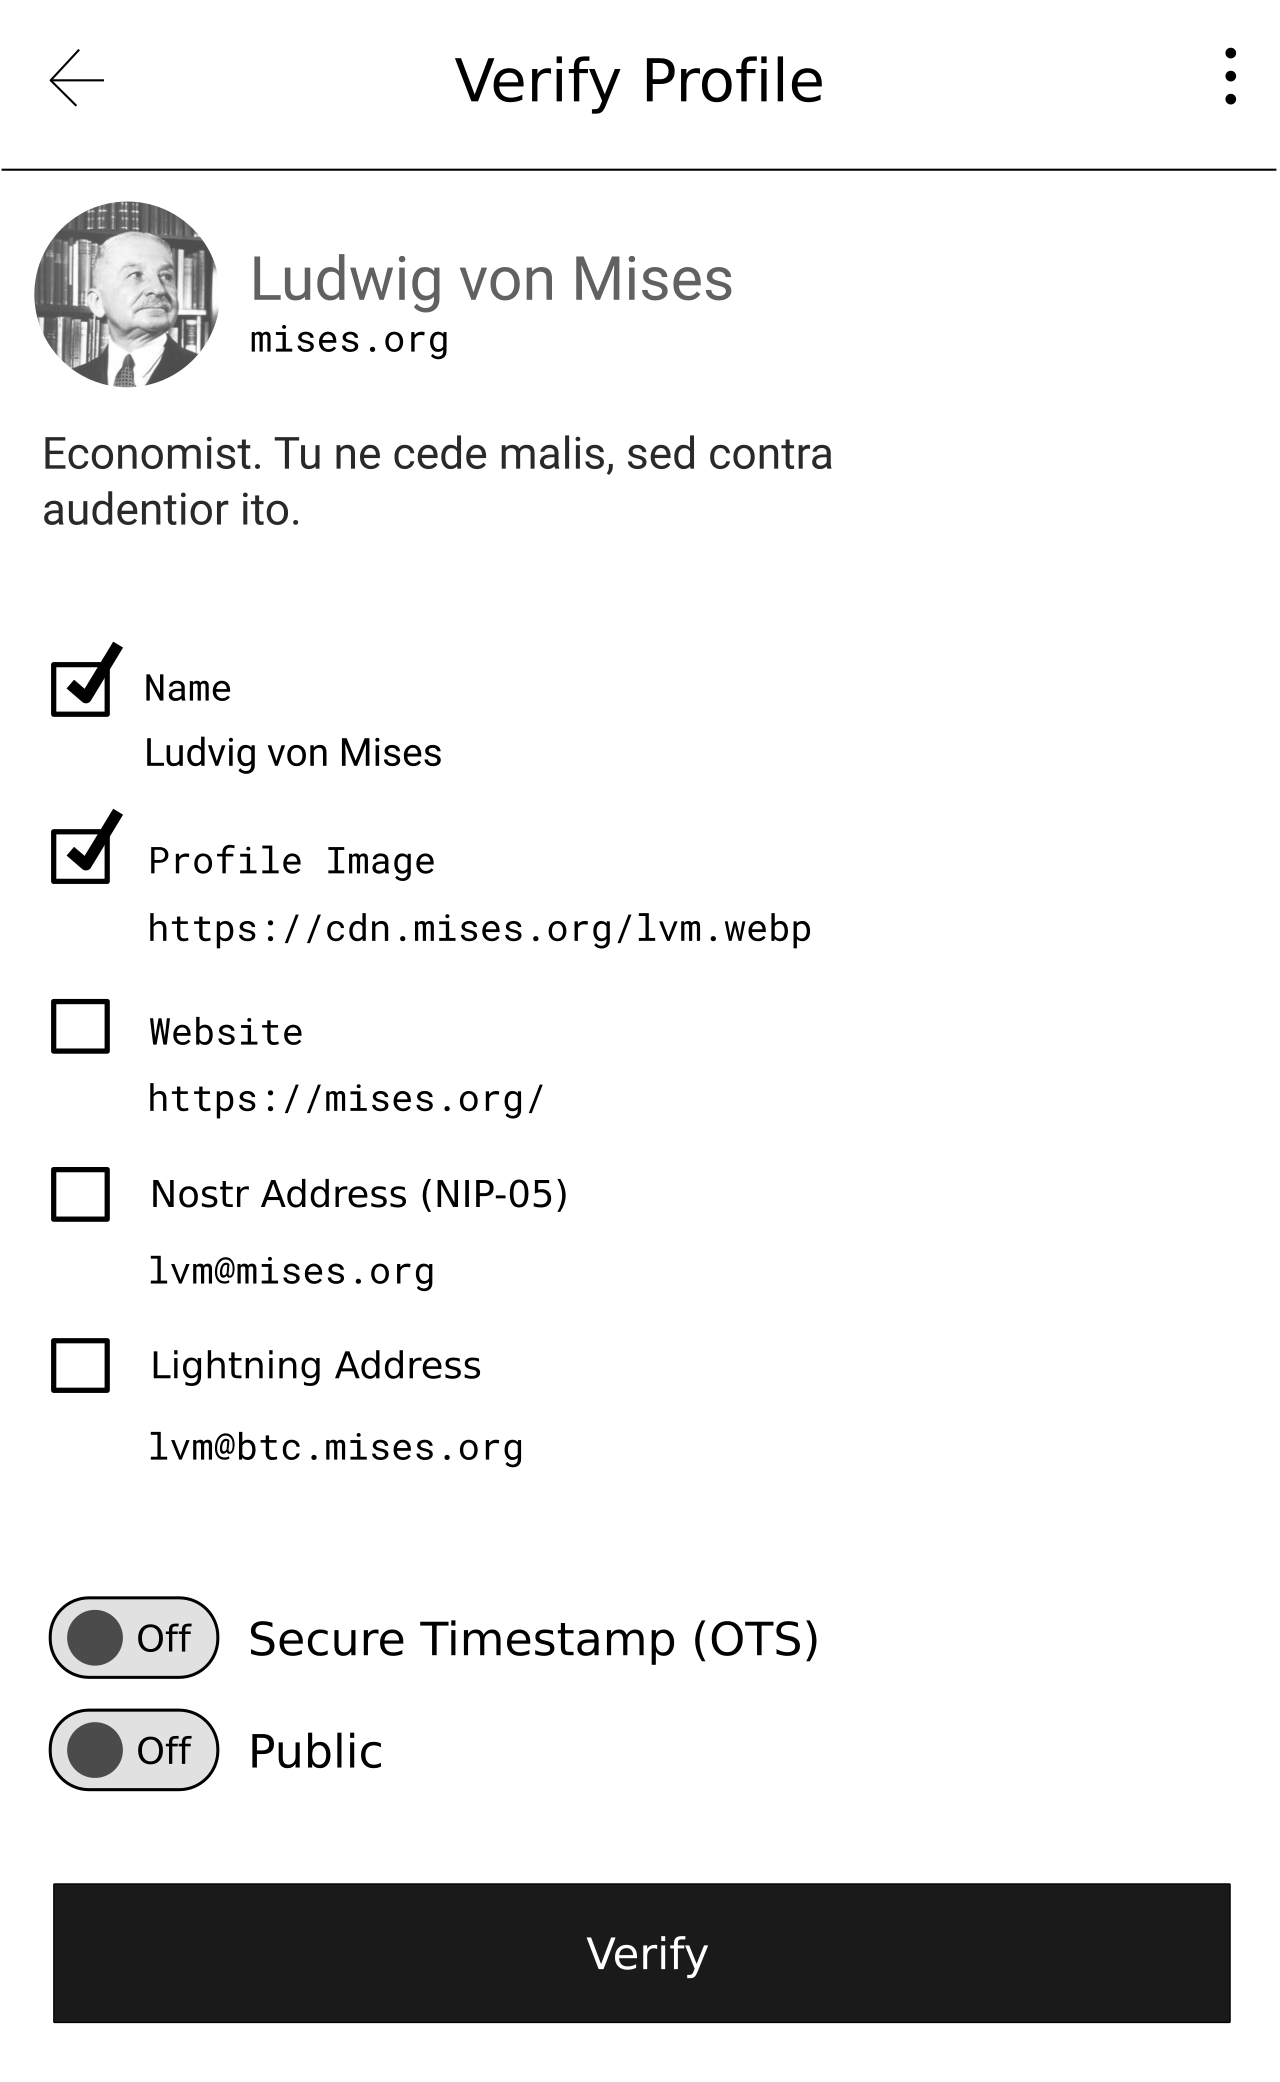 Verify Profile
Ludwig von Mises
mises.org
Economist. Tu ne cede malis, sed contra
audentior ito.
Name
Ludvig von Mises
Profile Image
https://cdn.mises.org/lvm.webp
Website
https://mises.org/
Nostr Address (NIP-05)
lvm@mises.org
Lightning Address
lvm@btc.mises.org
Off Secure Timestamp (OTS)
Off Public
Verify